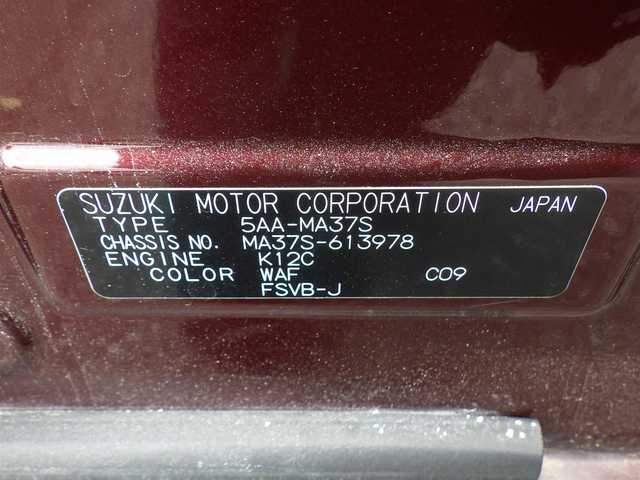 SUZUKI MOTOR CORPORATION JAPAN
TYPE 5AA-MA37S
CHASSIS NO. MA37S-613978
ENGINE K12C
COLOR WAF C09
FSVB-J